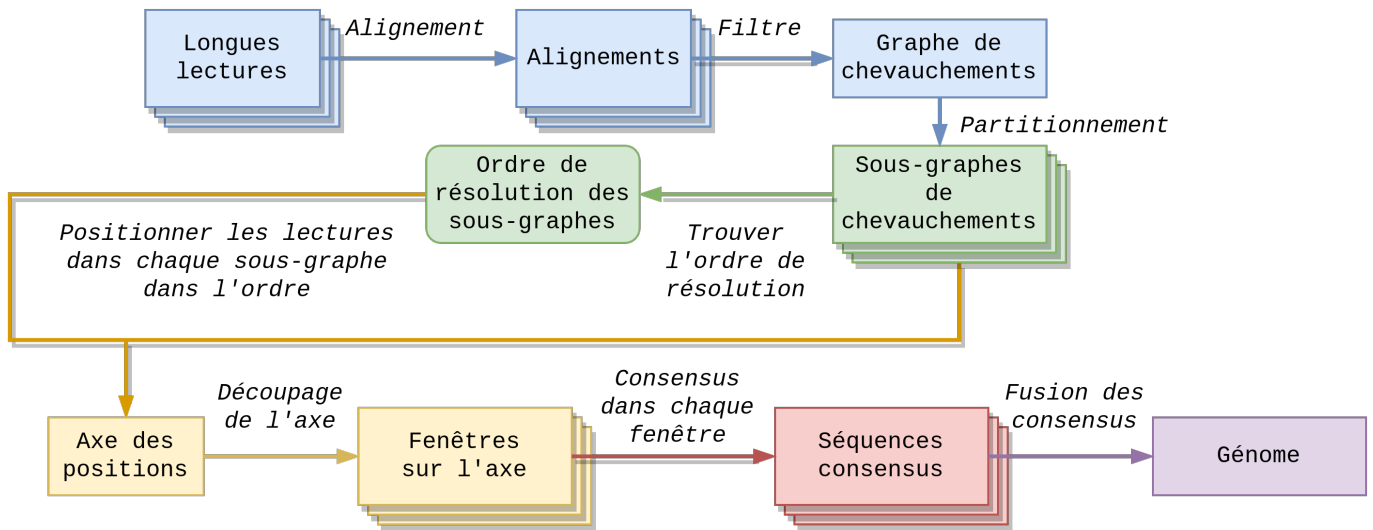 Longues
lectures
Alignement
Alignements
Filtre
Graphe de
chevauchements
Partitionnement
Sous-graphes
de
chevauchements
Trouver
l'ordre de
résolution
Ordre de
résolution des
sous-graphes
Positionner les lectures
dans chaque sous-graphe
dans l'ordre
Axe des
positions
Découpage
de l'axe
Fenêtres
sur l'axe
Consensus
dans chaque
fenêtre
Séquences
consensus
Fusion des
consensus
Génome